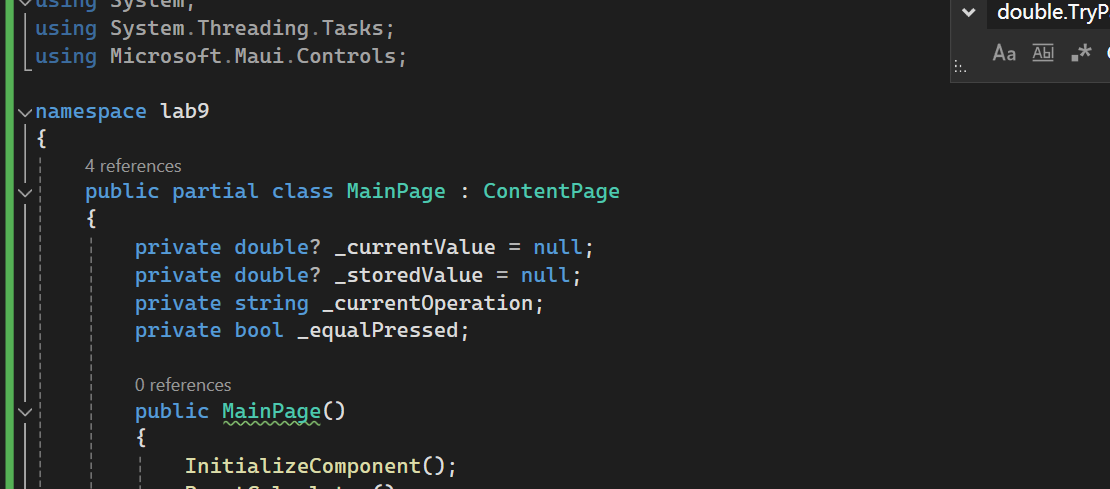 using System;
using System.Threading.Tasks;
using Microsoft.Maui.Controls;
namespace lab9
{
4 references
public partial class MainPage : ContentPage
{
private double? _currentValue = null;
private double? _storedValue = null;
private string _currentOperation;
private bool _equalPressed;
0 references
public MainPage()
{
InitializeComponent();
double.TryP
Aa Abl .*